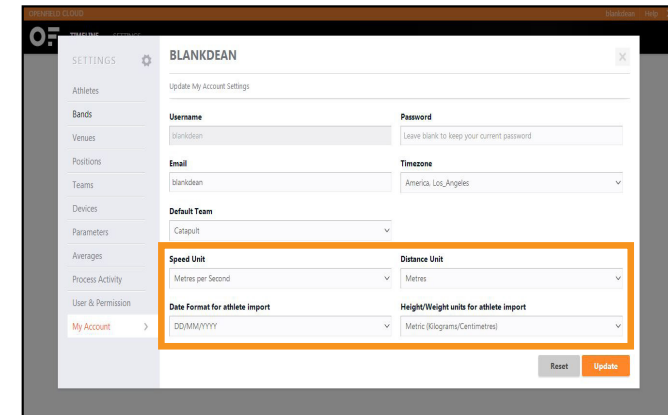 OPENFIELD CLOUD blankdean Help
OF TIMELINE SETTINGS
SETTINGS
Athletes
Bands
Venues
Positions
Teams
Devices
Parameters
Averages
Process Activity
User & Permission
My Account >
BLANKDEAN X
Update My Account Settings
Username Password
blankdean Leave blank to keep your current password
Email Timezone
blankdean America, Los_Angeles
Default Team
Catapult
Speed Unit Distance Unit
Metres per Second Metres
Date Format for athlete import Height/Weight units for athlete import
DD/MM/YYYY Metric (Kilograms/Centimetres)
Reset Update